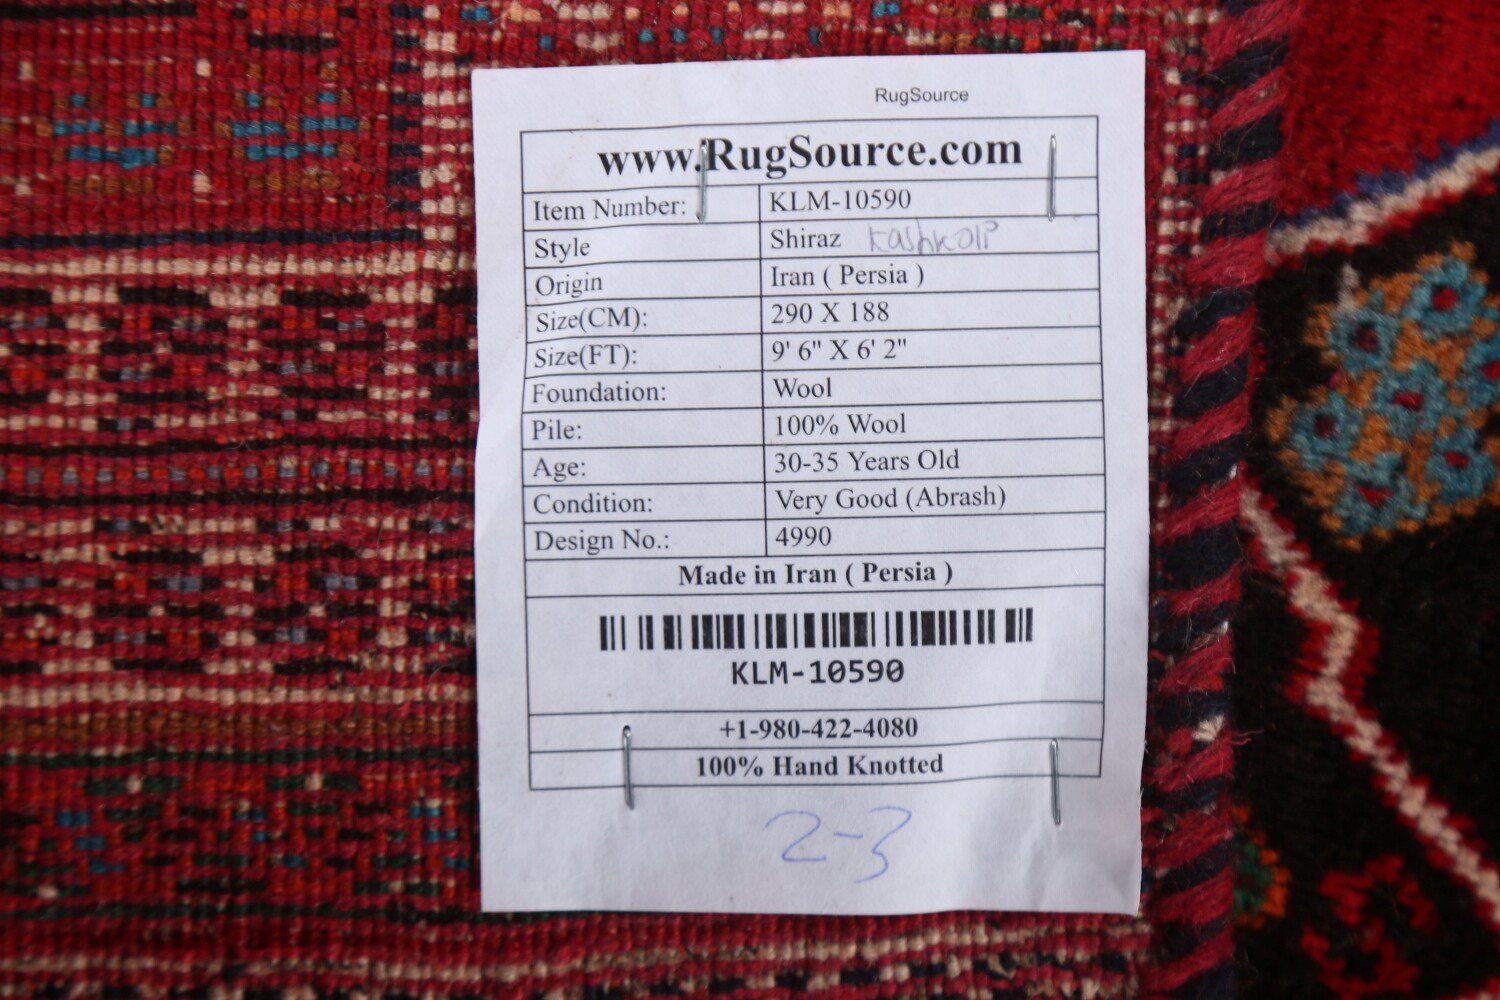 RugSource
www.RugSource.com
Item Number: KLM-10590
Style Shiraz Kashkoli
Origin Iran ( Persia )
Size(CM): 290 X 188
Size(FT): 9' 6" X 6' 2"
Foundation: Wool
Pile: 100% Wool
Age: 30-35 Years Old
Condition: Very Good (Abrash)
Design No.: 4990
Made in Iran ( Persia )
KLM-10590
+1-980-422-4080
100% Hand Knotted
2-3